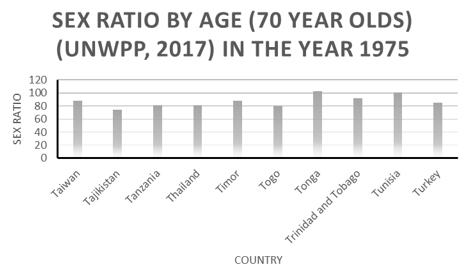 SEX RATIO BY AGE (70 YEAR OLDS)
(UNWPP, 2017) IN THE YEAR 1975
SEX RATIO
120
100
80
60
40
20
0
Taiwan
Tajikistan
Tanzania
Thailand
Timor
Togo
Tonga
Trinidad and Tobago
Tunisia
Turkey
COUNTRY